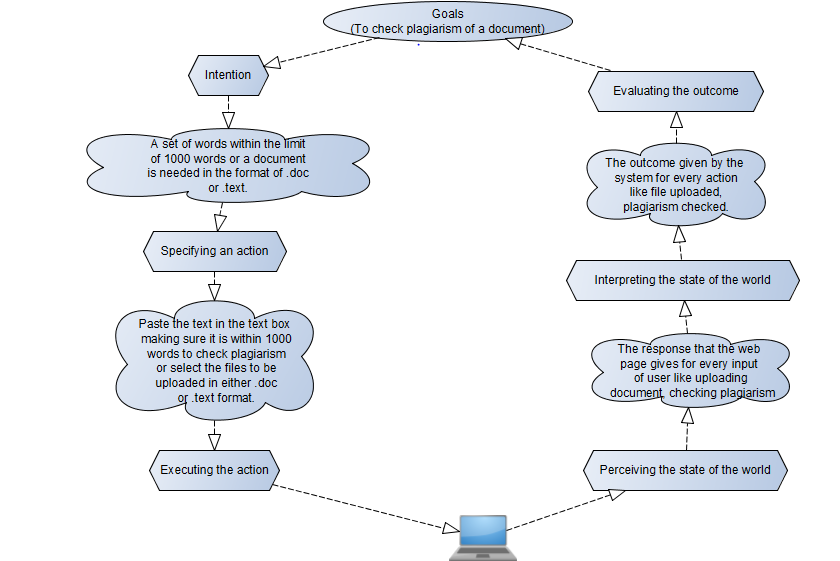 Goals
(To check plagiarism of a document)
Intention
A set of words within the limit
of 1000 words or a document
is needed in the format of .doc
or .text.
Specifying an action
Paste the text in the text box
making sure it is within 1000
words to check plagiarism
or select the files to be
uploaded in either .doc
or .text format.
Executing the action
Evaluating the outcome
The outcome given by the
system for every action
like file uploaded,
plagiarism checked.
Interpreting the state of the world
The response that the web
page gives for every input
of user like uploading
document, checking plagiarism
Perceiving the state of the world